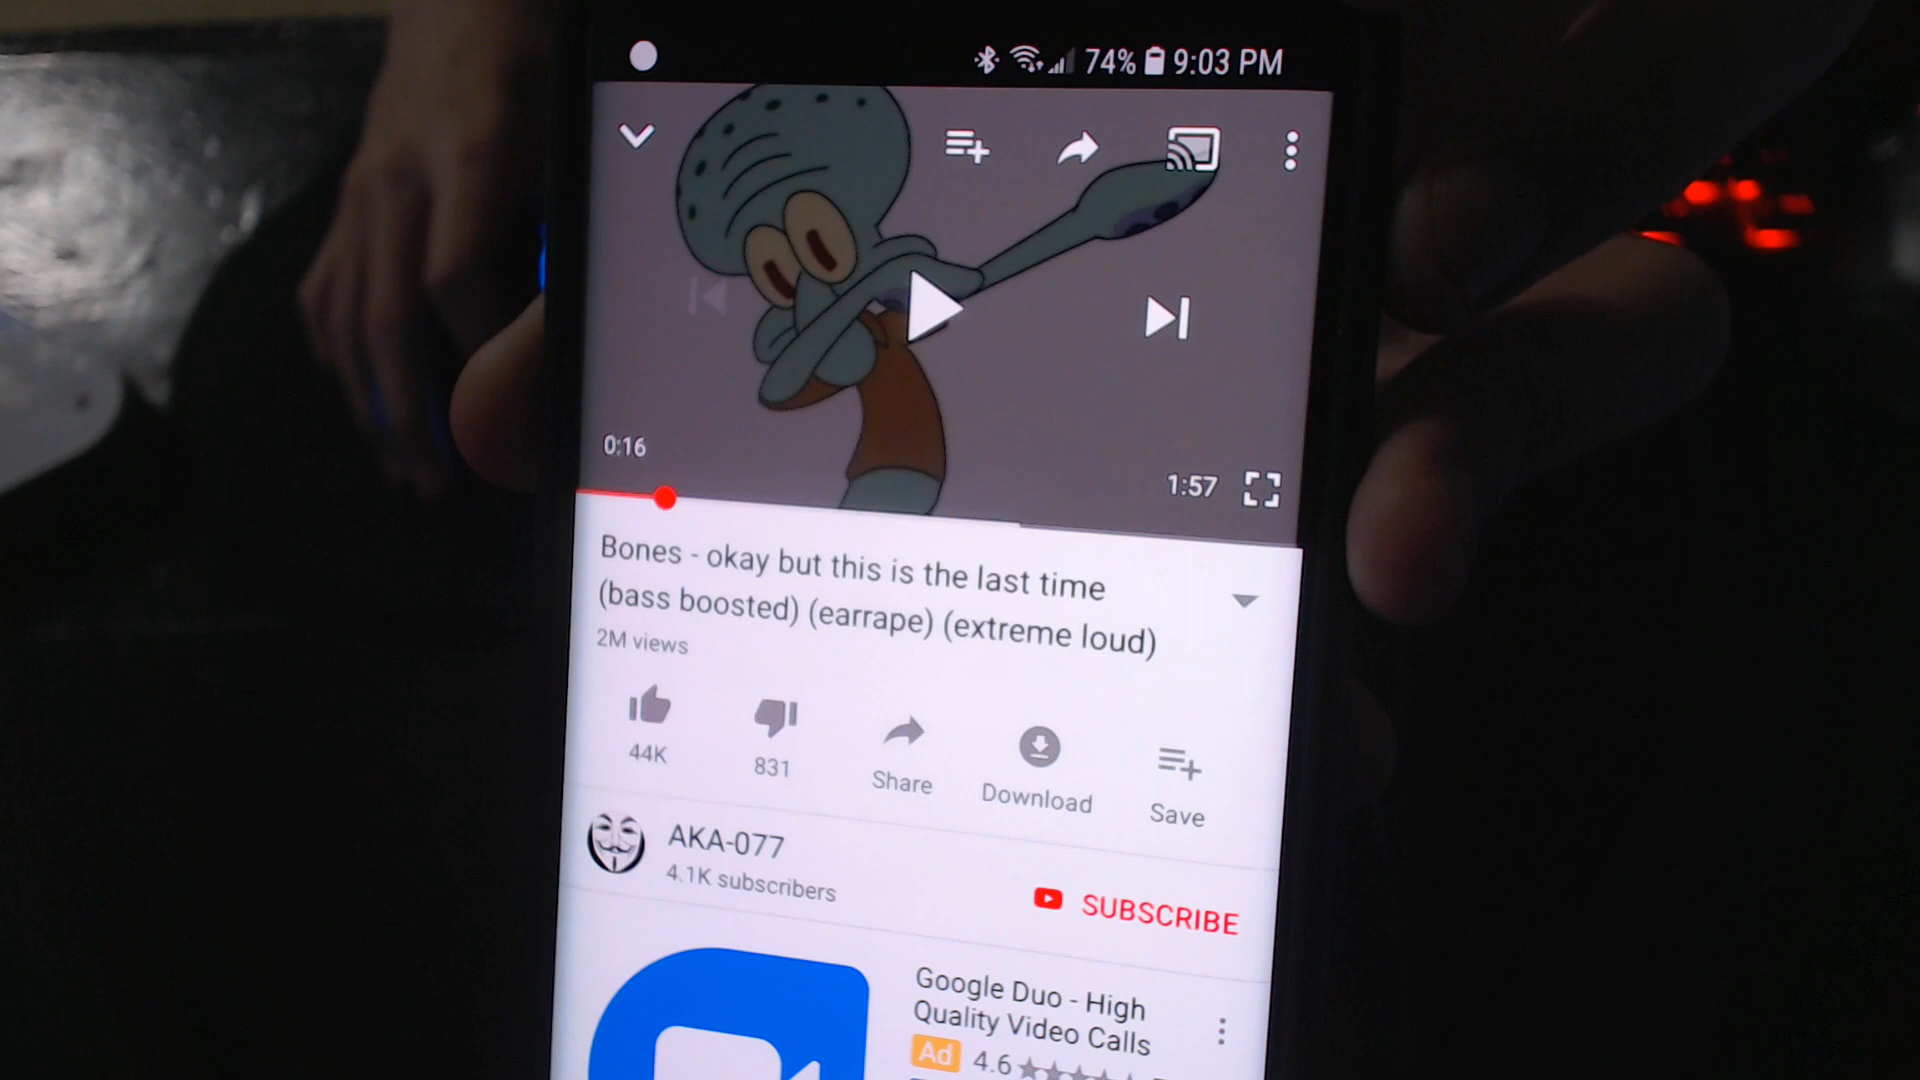 74% 9:03 PM
0:16
1:57
Bones - okay but this is the last time
(bass boosted) (earrape) (extreme loud)
2M views
44K
831
Share
Download
Save
AKA-077
4.1K subscribers
SUBSCRIBE
Google Duo - High
Quality Video Calls
Ad 4.6